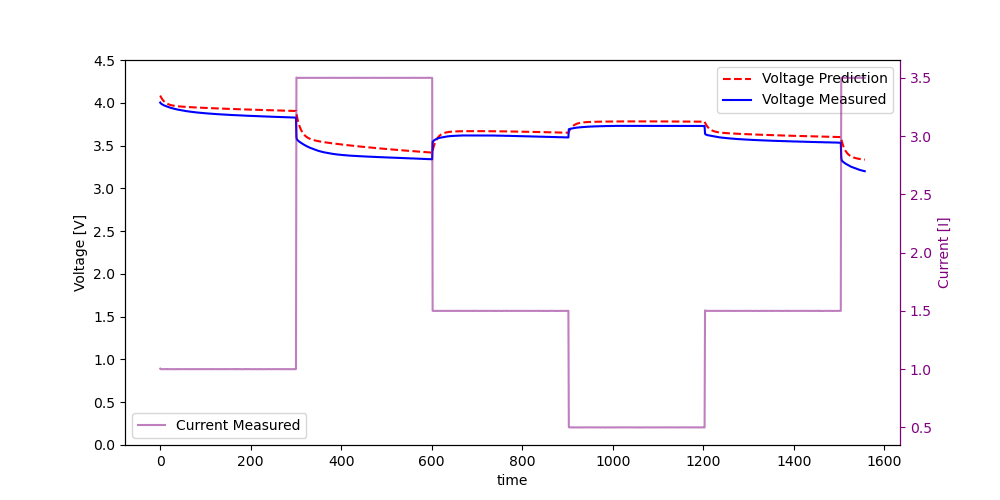 4.5
4.0
3.5
3.0
2.5
2.0
1.5
1.0
0.5
0.0
Voltage [V]
Voltage Prediction
Voltage Measured
Current Measured
3.5
3.0
2.5
2.0
1.5
1.0
0.5
Current [I]
0 200 400 600 800 1000 1200 1400 1600
time